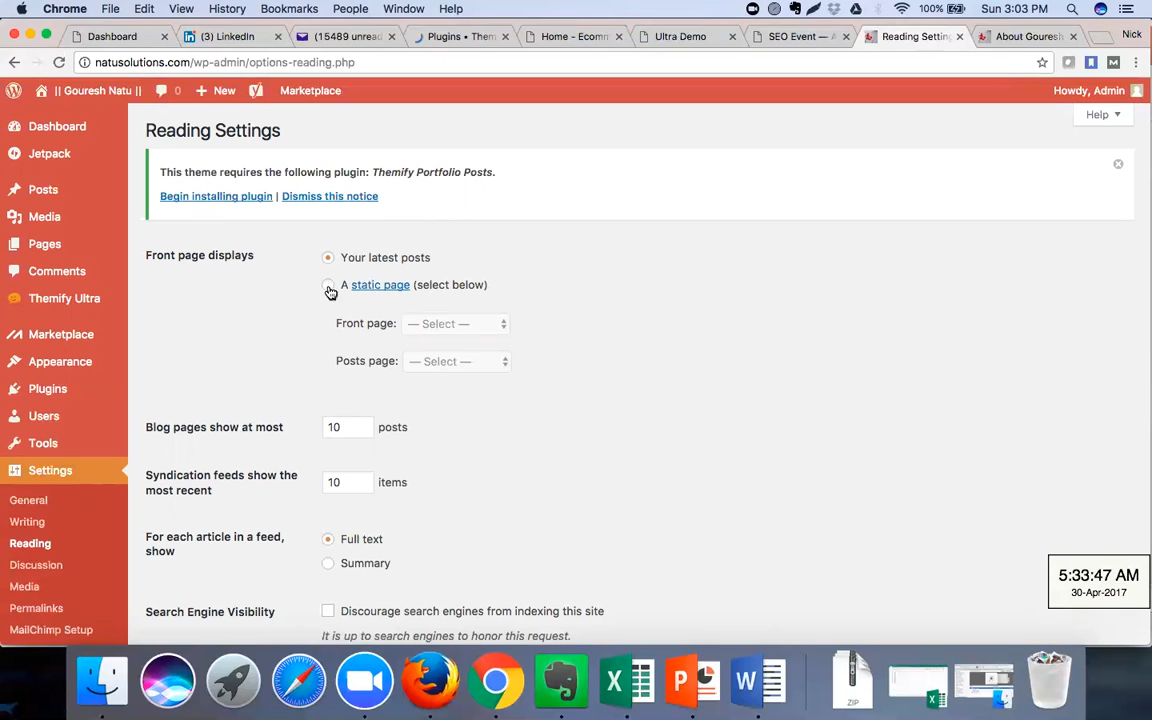 Chrome File Edit View History Bookmarks People Window Help 100% Sun 3:03 PM
Dashboard (3) LinkedIn (15489 unrea Plugins • Them Home - Ecomm Ultra Demo SEO Event — A Reading Settin About Gouresh Nick
natusolutions.com/wp-admin/options-reading.php
|| Gouresh Natu || 0 + New Marketplace Howdy, Admin
Help
Dashboard
Jetpack
Posts
Media
Pages
Comments
Themify Ultra
Marketplace
Appearance
Plugins
Users
Tools
Settings
General
Writing
Reading
Discussion
Media
Permalinks
MailChimp Setup
Reading Settings
This theme requires the following plugin: Themify Portfolio Posts.
Begin installing plugin | Dismiss this notice
Front page displays
Your latest posts
A static page (select below)
Front page: — Select —
Posts page: — Select —
Blog pages show at most 10 posts
Syndication feeds show the most recent 10 items
For each article in a feed, show
Full text
Summary
Search Engine Visibility
Discourage search engines from indexing this site
It is up to search engines to honor this request.
5:33:47 AM
30-Apr-2017
ZIP